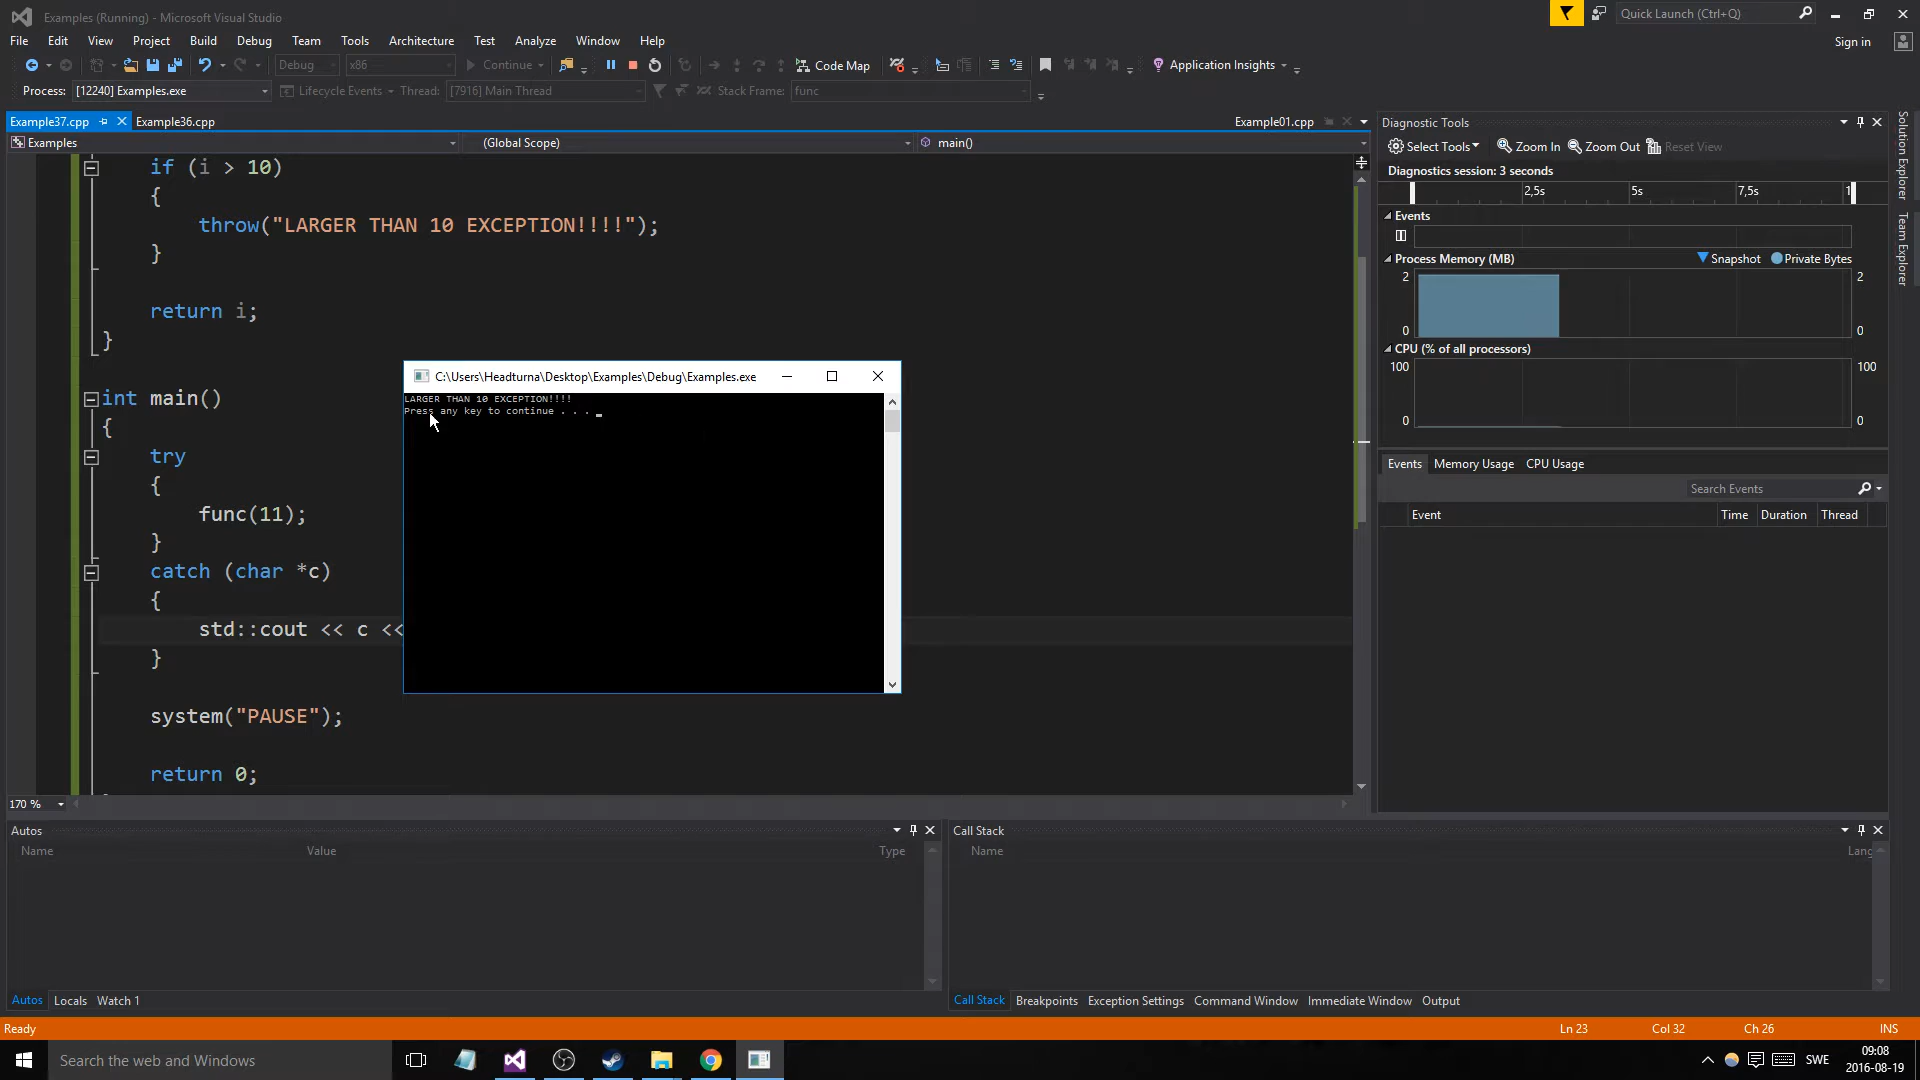 Examples (Running) - Microsoft Visual Studio
Quick Launch (Ctrl+Q)
File Edit View Project Build Debug Team Tools Architecture Test Analyze Window Help
Sign in
Debug x86 Continue Code Map Application Insights
Process: [12240] Examples.exe Lifecycle Events Thread: [7916] Main Thread Stack Frame: func
Example37.cpp Example36.cpp Example01.cpp
Examples (Global Scope) main()
if (i > 10)
{
throw("LARGER THAN 10 EXCEPTION!!!!");
}
return i;
}
int main()
{
try
{
func(11);
}
catch (char *c)
{
std::cout << c <<
}
system("PAUSE");
return 0;
170 %
C:\Users\Headturna\Desktop\Examples\Debug\Examples.exe
LARGER THAN 10 EXCEPTION!!!!
Press any key to continue . . .
Diagnostic Tools
Select Tools Zoom In Zoom Out Reset View
Diagnostics session: 3 seconds
2,5s 5s 7,5s 1
Events
Process Memory (MB) Snapshot Private Bytes
2 2
0 0
CPU (% of all processors)
100 100
0 0
Events Memory Usage CPU Usage
Search Events
Event Time Duration Thread
Solution Explorer
Team Explorer
Autos
Name Value Type
Autos Locals Watch 1
Call Stack
Name Lang
Call Stack Breakpoints Exception Settings Command Window Immediate Window Output
Ready Ln 23 Col 32 Ch 26 INS
Search the web and Windows
SWE
09:08
2016-08-19